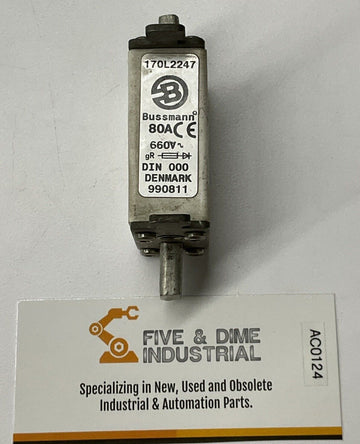 170L2247
B
Bussmann®
80A CE
660V~
gR
DIN 000
DENMARK
990811
FIVE & DIME
INDUSTRIAL
Specializing in New, Used and Obsolete
Industrial & Automation Parts.
AC0124